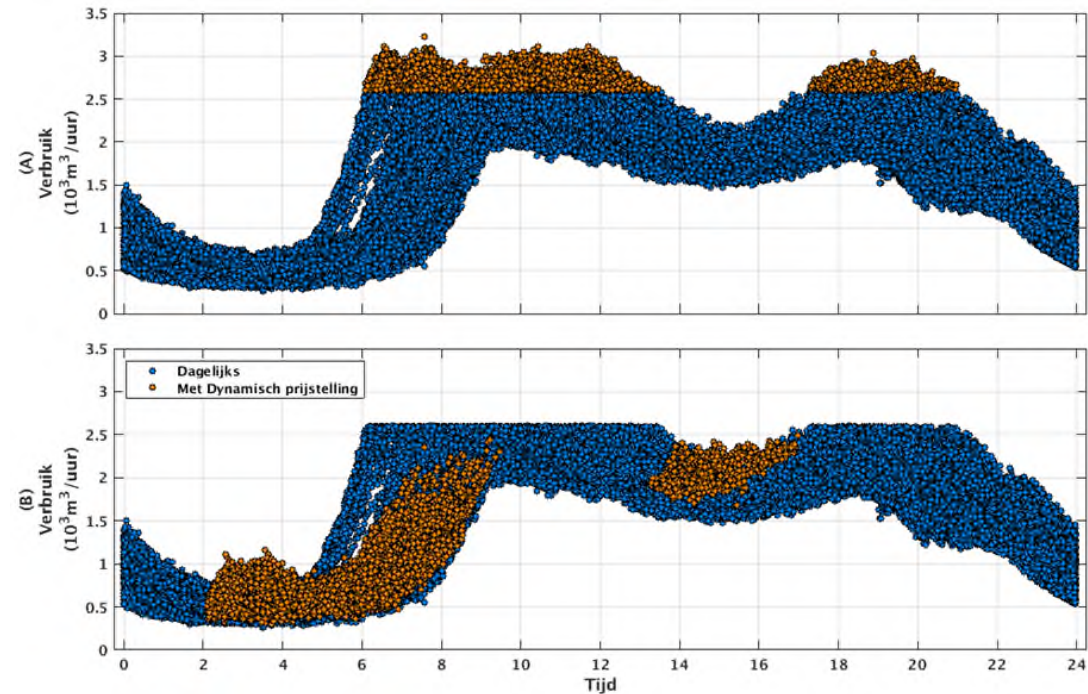 3.5
3
2.5
2
1.5
1
0.5
0
(A)
Verbruik
(10³m³/uur)
3.5
3
2.5
2
1.5
1
0.5
0
(B)
Verbruik
(10³m³/uur)
Dagelijks
Met Dynamisch prijstelling
0 2 4 6 8 10 12 14 16 18 20 22 24
Tijd